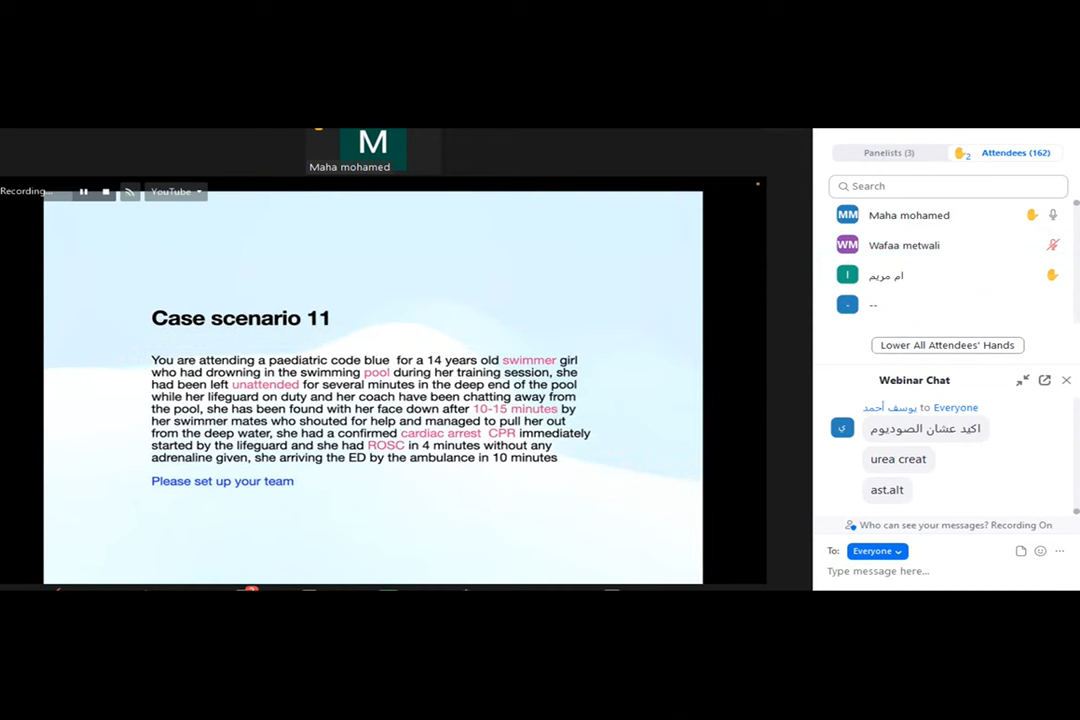 M
Maha mohamed
Recording...
YouTube
Case scenario 11
You are attending a paediatric code blue for a 14 years old swimmer girl
who had drowning in the swimming pool during her training session, she
had been left unattended for several minutes in the deep end of the pool
while her lifeguard on duty and her coach have been chatting away from
the pool, she has been found with her face down after 10-15 minutes by
her swimmer mates who shouted for help and managed to pull her out
from the deep water, she had a confirmed cardiac arrest CPR immediately
started by the lifeguard and she had ROSC in 4 minutes without any
adrenaline given, she arriving the ED by the ambulance in 10 minutes
Please set up your team
Panelists (3)
2
Attendees (162)
Search
MM Maha mohamed
WM Wafaa metwali
ا ام مريم
- --
Lower All Attendees' Hands
Webinar Chat
يوسف أحمد to Everyone
ي اكيد عشان الصوديوم
urea creat
ast.alt
Who can see your messages? Recording On
To: Everyone
Type message here...